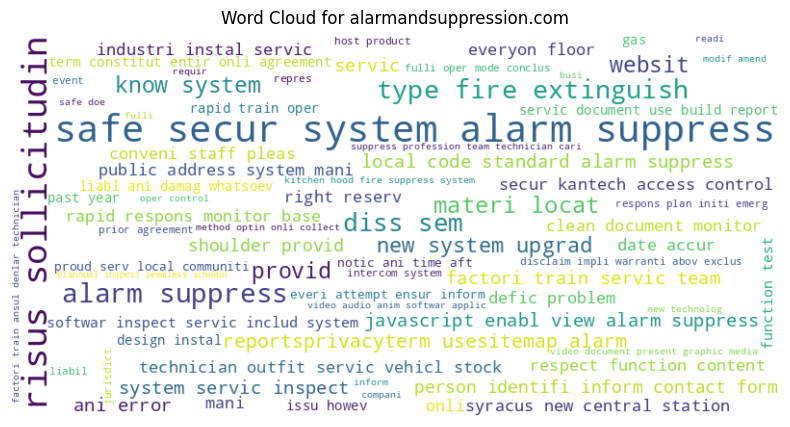 Word Cloud for alarmandsuppression.com
host product
gas
readi
industri instal servic
everyon floor
term constitut entir onli agreement
servic
fulli oper mode conclus
websit
modif amend
requir
repres
busi
event
know system
type fire extinguish
safe doe
rapid train oper
servic document use build report
fulli
safe secur system alarm suppress
suppress profession team technician cari
conveni staff pleas
local code standard alarm suppress
public address system mani
kitchen hood fire suppress system
liabl ani damag whatsoev
secur kantech access control
past year
oper control
right reserv
materi locat
respons plan initi emerg
rapid respons monitor base
diss sem
clean document monitor
prior agreement
method optin onli collect
shoulder provid
new system upgrad
date accur
proud serv local communiti
provid
notic ani time aft
disclaim impli warranti abov exclus
biannual inspect seemless schedul
intercom system
factori train servic team
alarm suppress
everi attempt ensur inform
defic problem
video audio anim softwar applic
new technolog
softwar inspect servic includ system
javascript enabl view alarm suppress
design instal
reportsprivacyterm usesitemap alarm
video document present graphic media
technician outfit servic vehicl stock
respect function content
liabil
system servic inspect
inform
compani
person identifi inform contact form
ani error
mani
issu howev
onli
syracus new central station
risus sollicitudin
factori train ansul deniar technician
jurisdict
function test